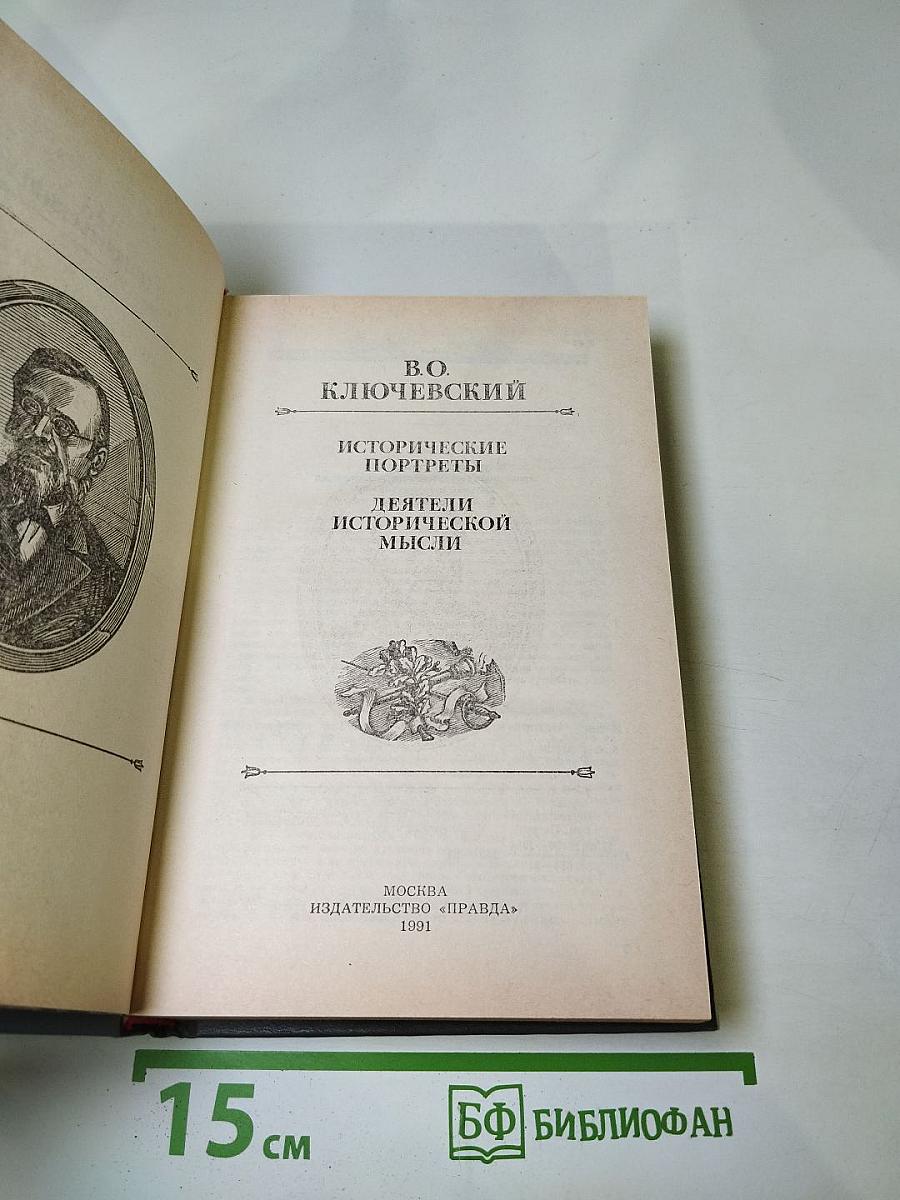 В.О.
КЛЮЧЕВСКИЙ
ИСТОРИЧЕСКИЕ
ПОРТРЕТЫ
ДЕЯТЕЛИ
ИСТОРИЧЕСКОЙ
МЫСЛИ
МОСКВА
ИЗДАТЕЛЬСТВО «ПРАВДА»
1991
15 см
БФ БИБЛИОФАН